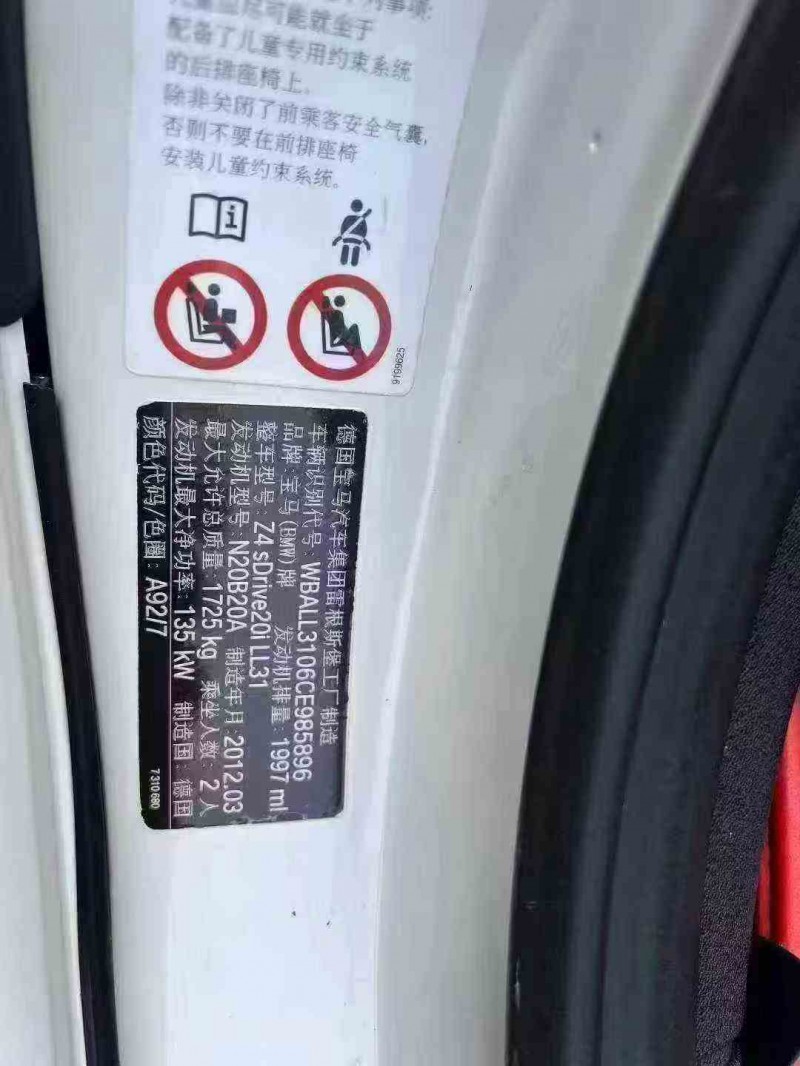 儿童应尽可能就坐于
配备了儿童专用约束系统
的后排座椅上。
除非关闭了前乘客安全气囊,
否则不要在前排座椅
安装儿童约束系统。
9799625
德国宝马汽车集团雷根斯堡工厂 制造
车辆识别代号: WBALL3106CE985896
品牌: 宝马(BMW)牌 发动机排量: 1997 ml
整车型号: Z4 sDrive20i LL31
发动机型号: N20B20A 制造年月: 2012.03
最大允许总质量: 1725 kg 乘坐人数: 2 人
发动机最大净功率: 135 kW 制造国: 德国
颜色代码/色圈: A92/7
7310680